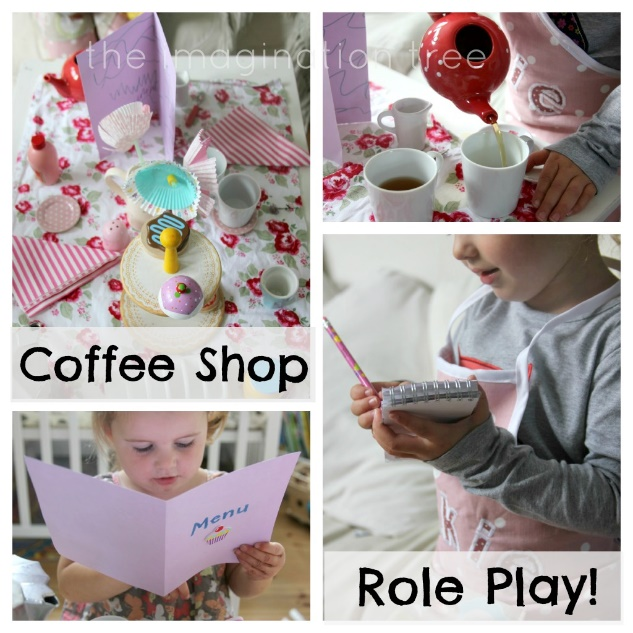 the imagination tree
Coffee Shop
Menu
Role Play!